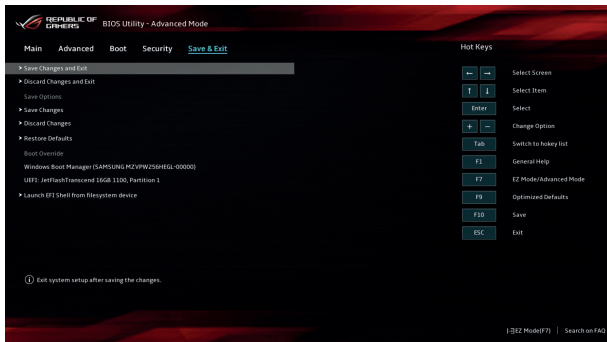 REPUBLIC OF GAMERS BIOS Utility - Advanced Mode
Main Advanced Boot Security Save & Exit
Hot Keys
> Save Changes and Exit
> Discard Changes and Exit
Save Options
> Save Changes
> Discard Changes
> Restore Defaults
Boot Override
Windows Boot Manager (SAMSUNG MZVPW256HEGL-00000)
UEFI: JetFlashTranscend 16GB 1100, Partition 1
> Launch EFI Shell from filesystem device
← → Select Screen
↑ ↓ Select Item
Enter Select
+ − Change Option
Tab Switch to hokey list
F1 General Help
F7 EZ Mode/Advanced Mode
F9 Optimized Defaults
F10 Save
ESC Exit
i Exit system setup after saving the changes.
EZ Mode(F7) | Search on FAQ